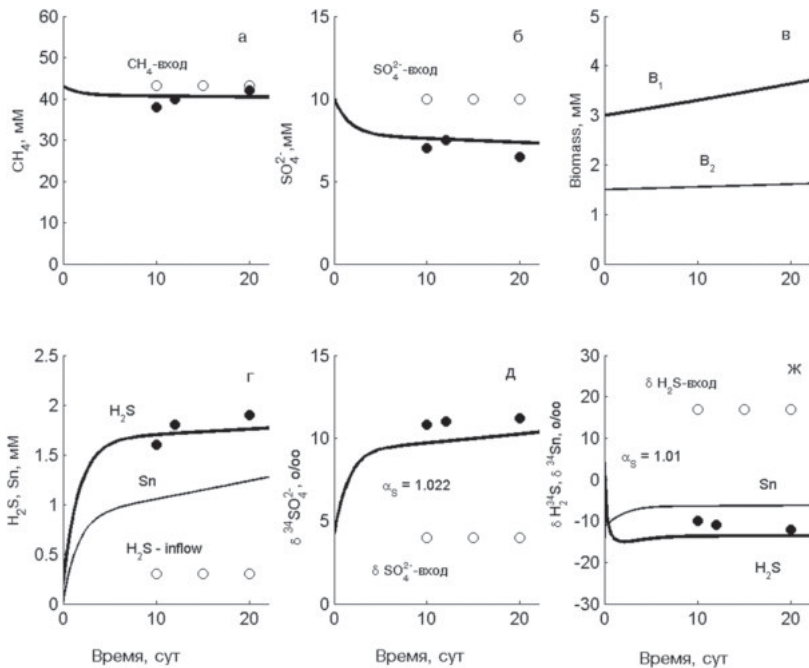 а
CH₄-вход
CH₄, мМ
60
50
40
30
20
10
0
0
10
20
б
SO₄²⁻-вход
SO₄²⁻,мМ
15
10
5
0
0
10
20
в
B₁
B₂
Biomass, мМ
5
4
3
2
1
0
0
10
20
г
H₂S
Sn
H₂S - inflow
H₂S, Sn, мМ
2.5
2
1.5
1
0.5
0
0
10
20
Время, сут
д
αS = 1.022
δ SO₄²⁻-вход
δ ³⁴SO₄²⁻, о/оо
15
10
5
0
0
10
20
Время, сут
ж
δ H₂S-вход
αS = 1.01
Sn
H₂S
δ H₂³⁴S, δ ³⁴Sn, о/оо
30
20
10
0
-10
-20
-30
0
10
20
Время, сут